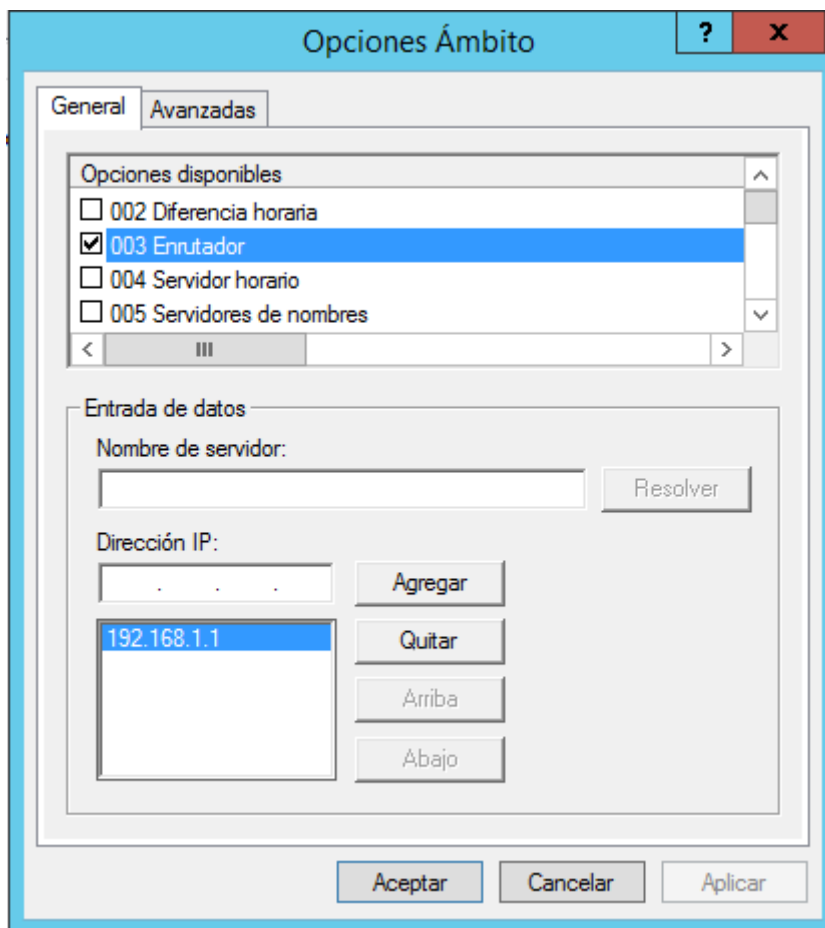 Opciones Ámbito
?
x
General
Avanzadas
Opciones disponibles
002 Diferencia horaria
003 Enrutador
004 Servidor horario
005 Servidores de nombres
Entrada de datos
Nombre de servidor:
Resolver
Dirección IP:
. . .
Agregar
192.168.1.1
Quitar
Arriba
Abajo
Aceptar
Cancelar
Aplicar